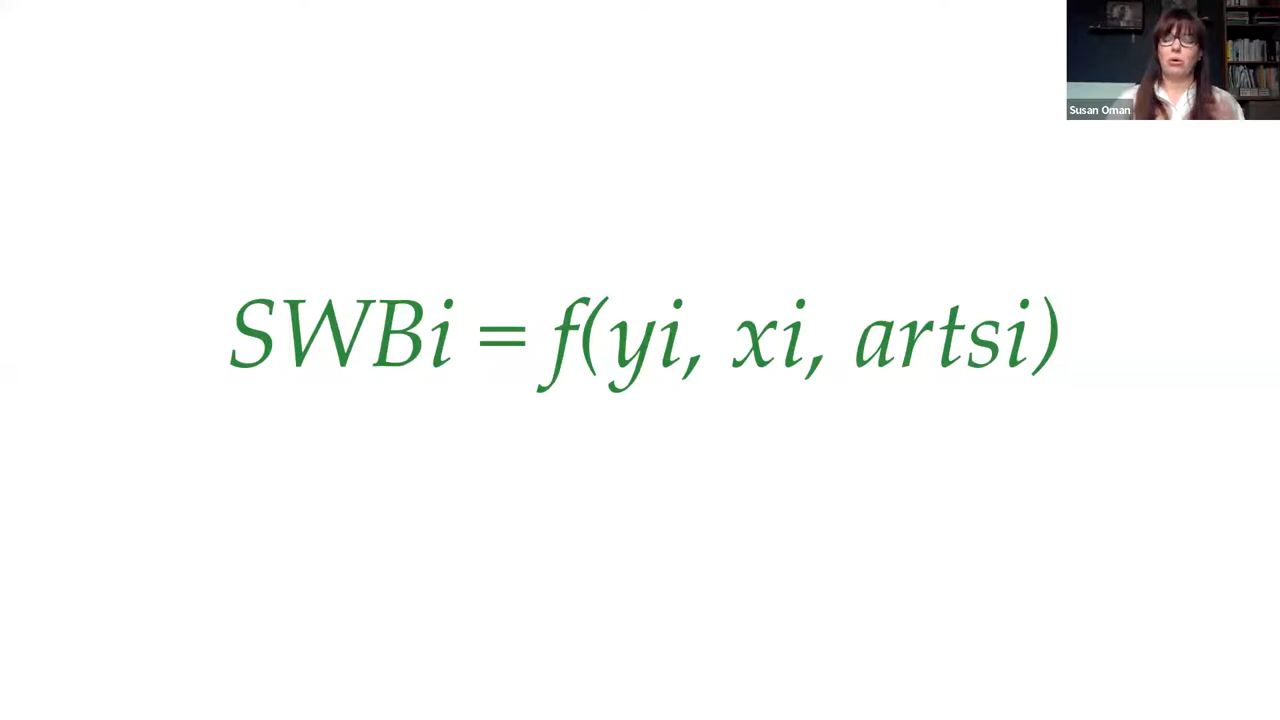 Susan Oman
SWBi = f(yi, xi, artsi)